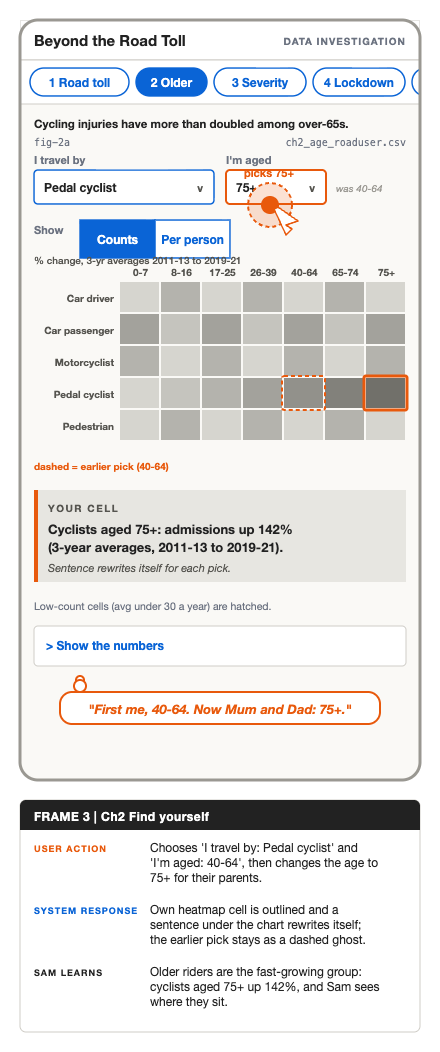 Beyond the Road Toll
DATA INVESTIGATION
1 Road toll
2 Older
3 Severity
4 Lockdown
Cycling injuries have more than doubled among over-65s.
fig-2a
ch2_age_roaduser.csv
I travel by
I'm aged
picks 75+
Pedal cyclist v
75+ v
was 40-64
Show
Counts
Per person
% change, 3-yr averages 2011-13 to 2019-21
0-7 8-16 17-25 26-39 40-64 65-74 75+
Car driver
Car passenger
Motorcyclist
Pedal cyclist
Pedestrian
dashed = earlier pick (40-64)
YOUR CELL
Cyclists aged 75+: admissions up 142%
(3-year averages, 2011-13 to 2019-21).
Sentence rewrites itself for each pick.
Low-count cells (avg under 30 a year) are hatched.
> Show the numbers
"First me, 40-64. Now Mum and Dad: 75+."
FRAME 3 | Ch2 Find yourself
USER ACTION
Chooses 'I travel by: Pedal cyclist' and
'I'm aged: 40-64', then changes the age to
75+ for their parents.
SYSTEM RESPONSE
Own heatmap cell is outlined and a
sentence under the chart rewrites itself;
the earlier pick stays as a dashed ghost.
SAM LEARNS
Older riders are the fast-growing group:
cyclists aged 75+ up 142%, and Sam sees
where they sit.